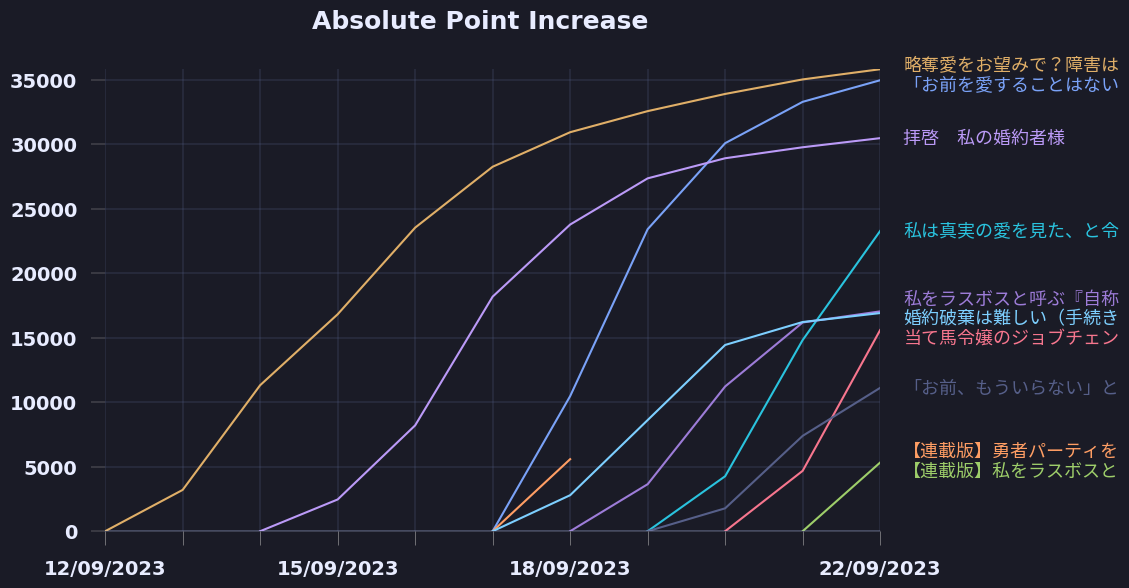 Absolute Point Increase
35000
30000
25000
20000
15000
10000
5000
0
12/09/2023
15/09/2023
18/09/2023
22/09/2023
略奪愛をお望みで？障害は
「お前を愛することはない
拝啓　私の婚約者様
私は真実の愛を見た、と令
私をラスボスと呼ぶ『自称
婚約破棄は難しい（手続き
当て馬令嬢のジョブチェン
「お前、もういらない」と
【連載版】勇者パーティを
【連載版】私をラスボスと